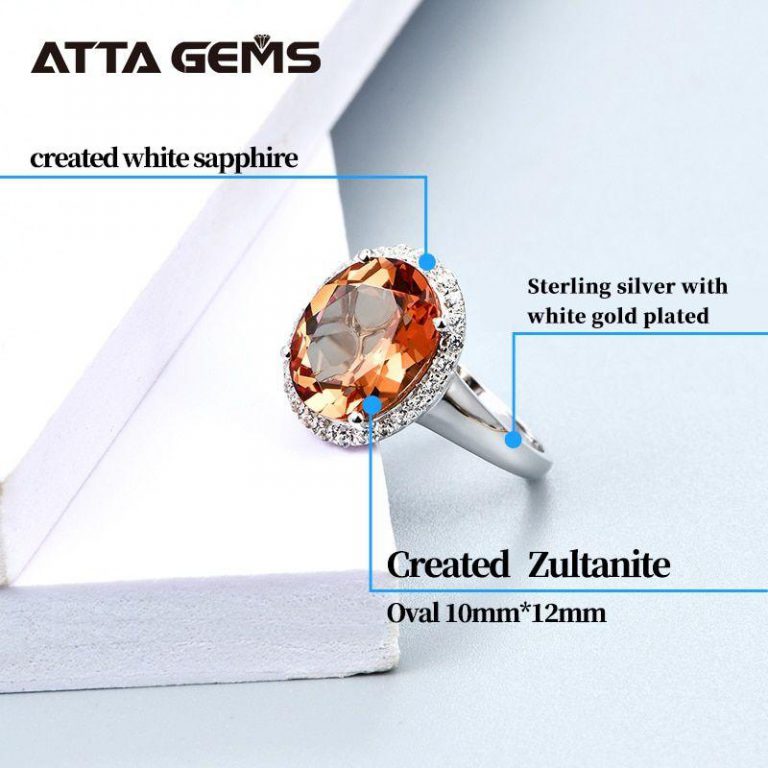 ATTA GEMS
created white sapphire
Sterling silver with
white gold plated
Created Zultanite
Oval 10mm*12mm